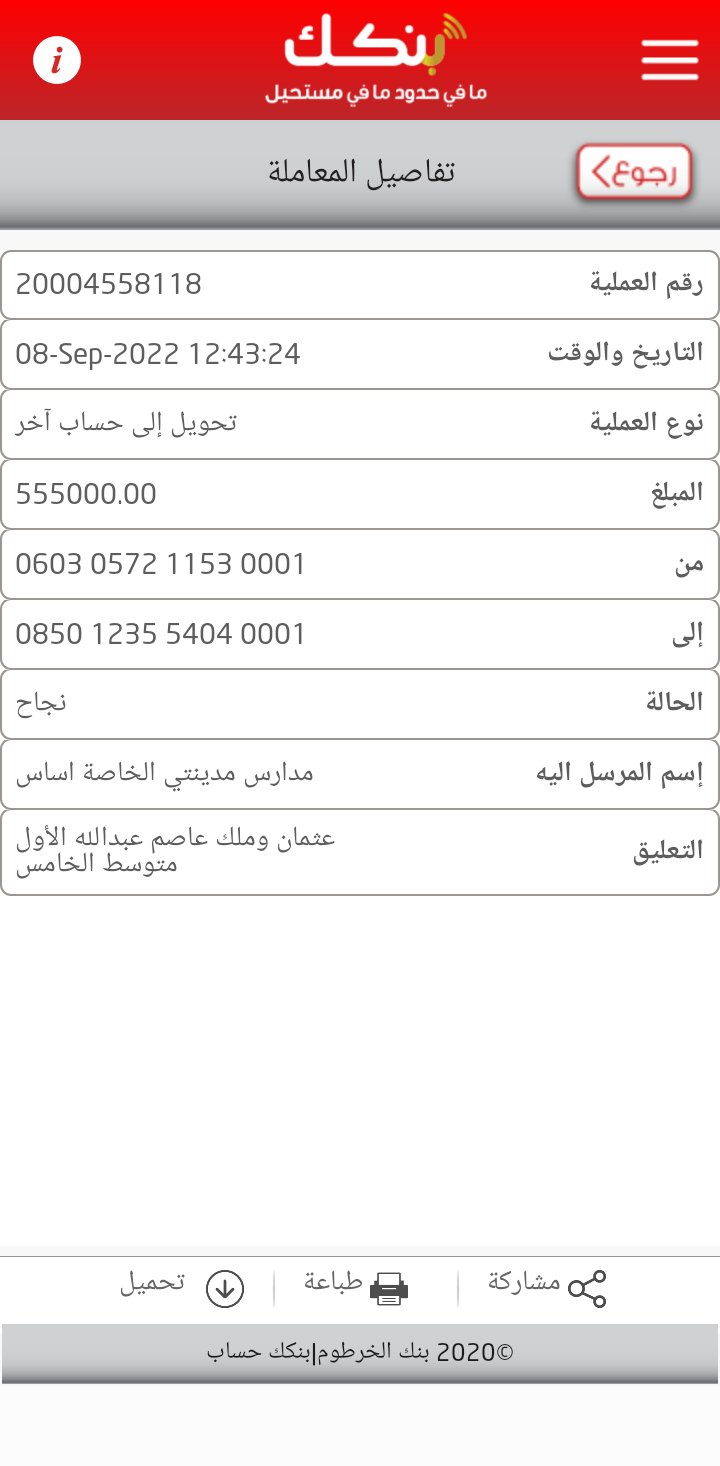 بنكك
ما في حدود ما في مستحيل
رجوع
تفاصيل المعاملة
رقم العملية 20004558118
التاريخ والوقت 08-Sep-2022 12:43:24
نوع العملية تحويل إلى حساب آخر
المبلغ 555000.00
من 0603 0572 1153 0001
إلى 0850 1235 5404 0001
الحالة نجاح
إسم المرسل اليه مدارس مدينتي الخاصة اساس
التعليق عثمان وملك عاصم عبدالله الأول
متوسط الخامس
مشاركة طباعة تحميل
©2020 بنك الخرطوم|بنكك حساب